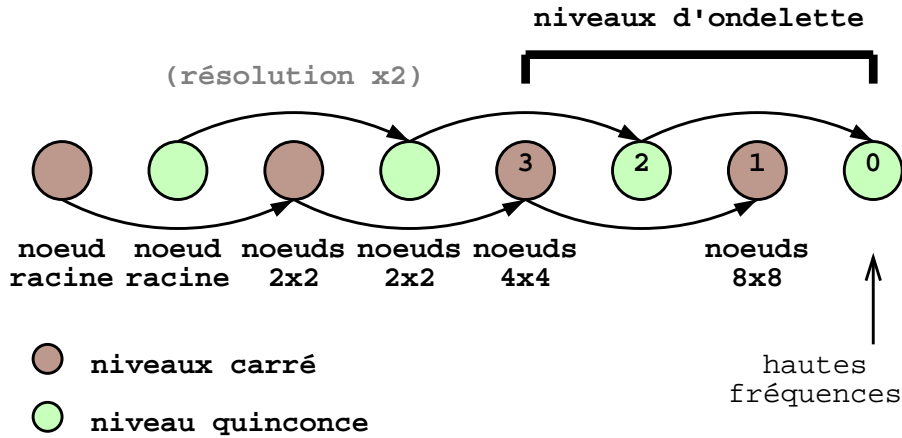 niveaux d'ondelette
(résolution x2)
3 2 1 0
noeud noeud noeuds noeuds noeuds noeuds
racine racine 2x2 2x2 4x4 8x8
niveaux carré
hautes
fréquences
niveau quinconce